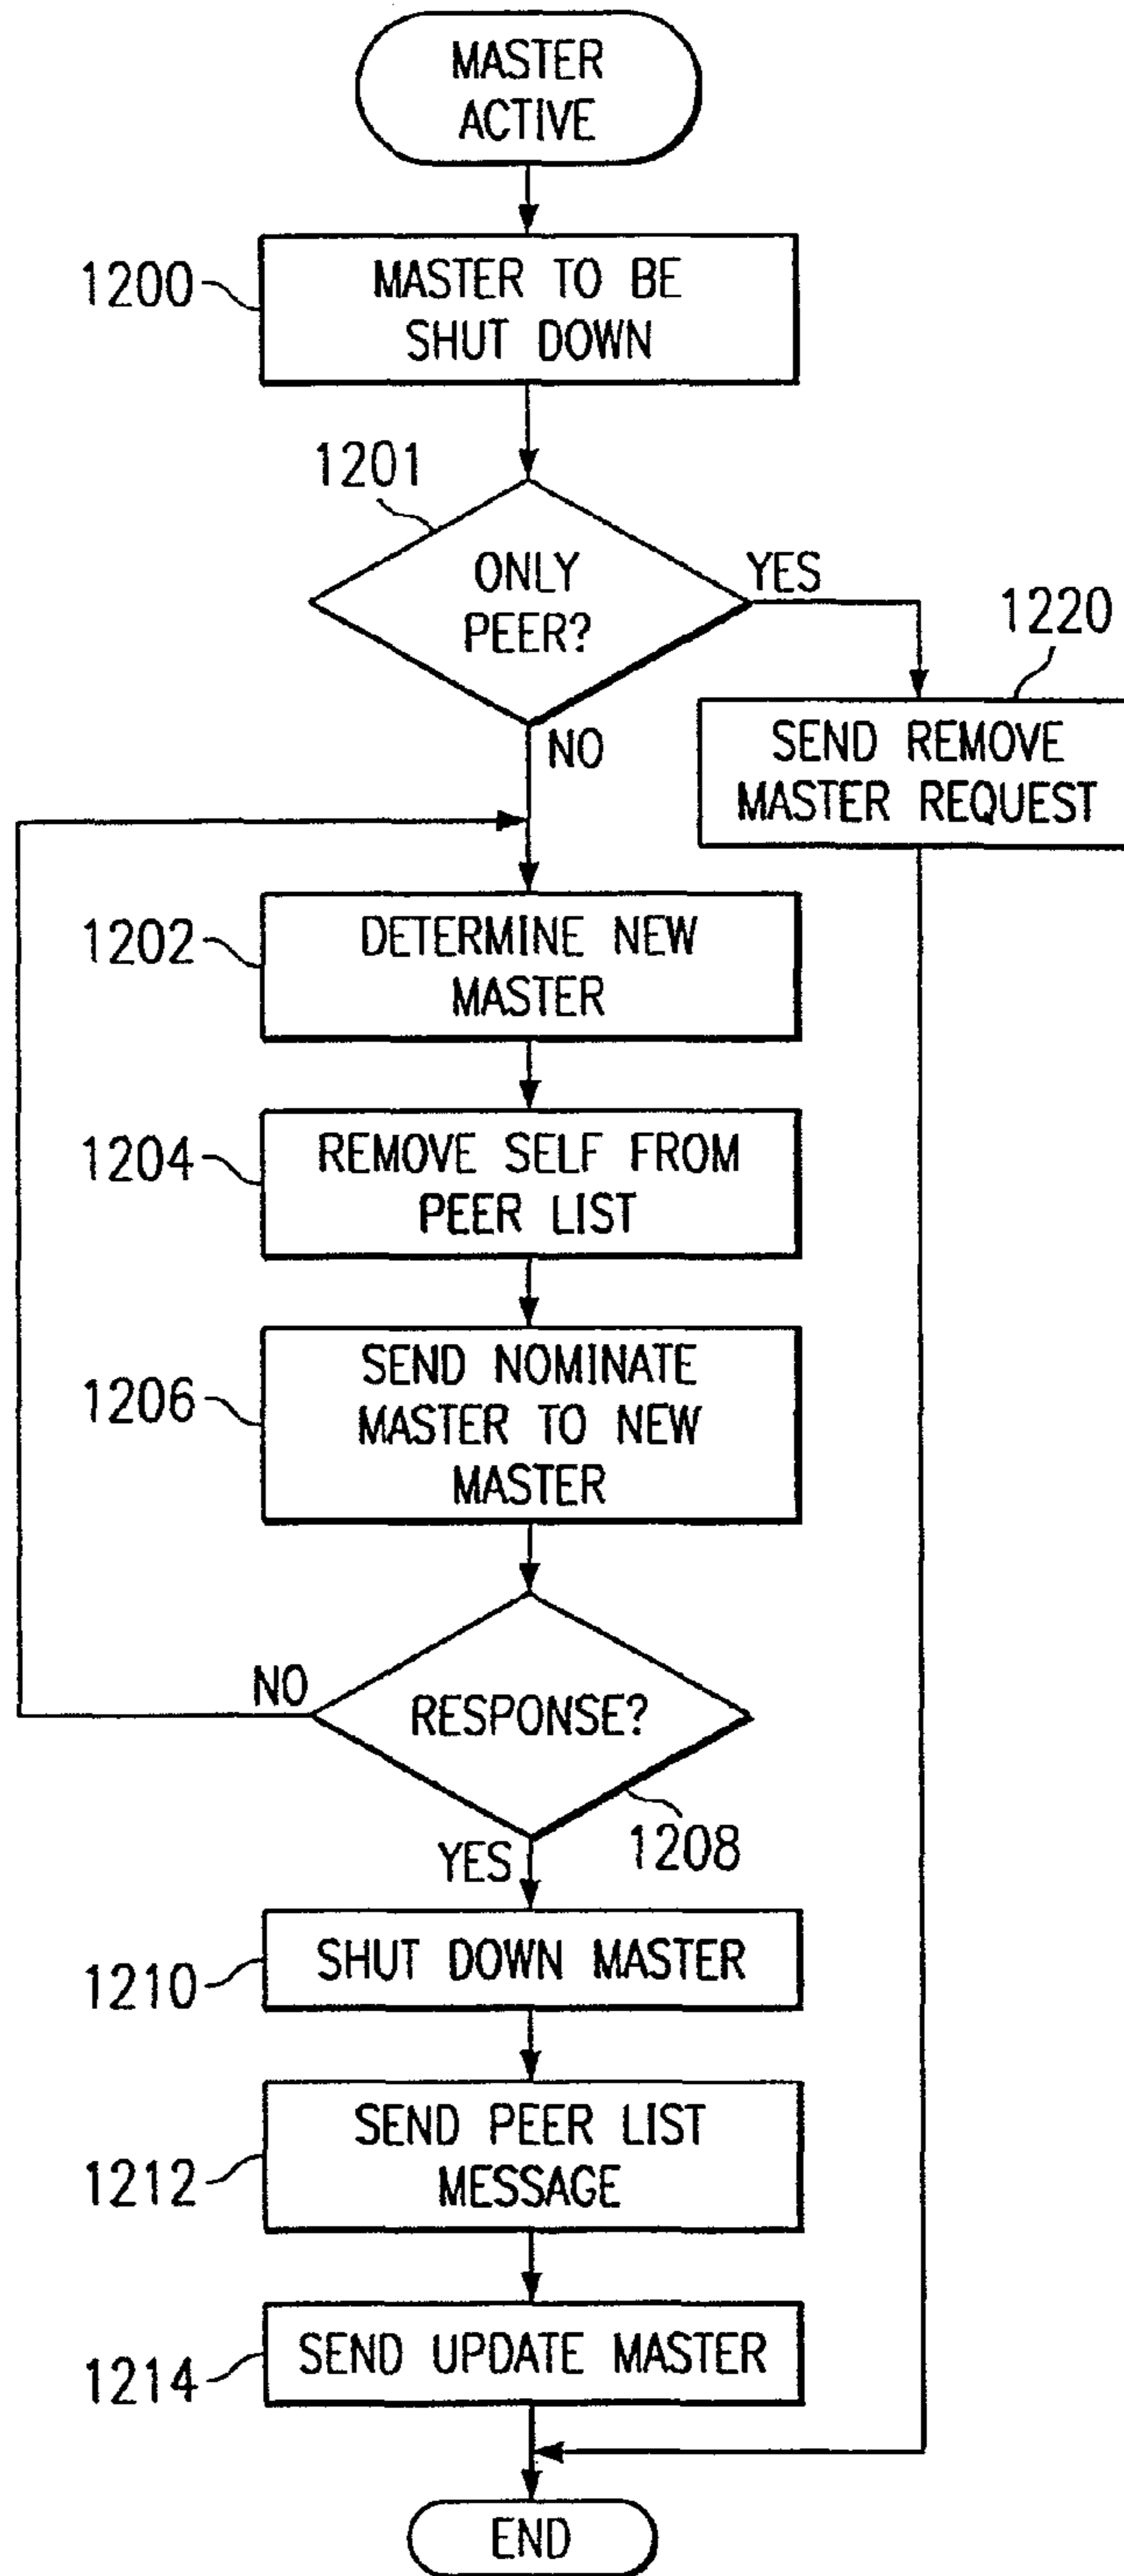 MASTER
ACTIVE
1200
MASTER TO BE
SHUT DOWN
1201
ONLY
PEER?
YES
1220
NO
SEND REMOVE
MASTER REQUEST
1202
DETERMINE NEW
MASTER
1204
REMOVE SELF FROM
PEER LIST
1206
SEND NOMINATE
MASTER TO NEW
MASTER
NO
RESPONSE?
1208
YES
1210
SHUT DOWN MASTER
1212
SEND PEER LIST
MESSAGE
1214
SEND UPDATE MASTER
END